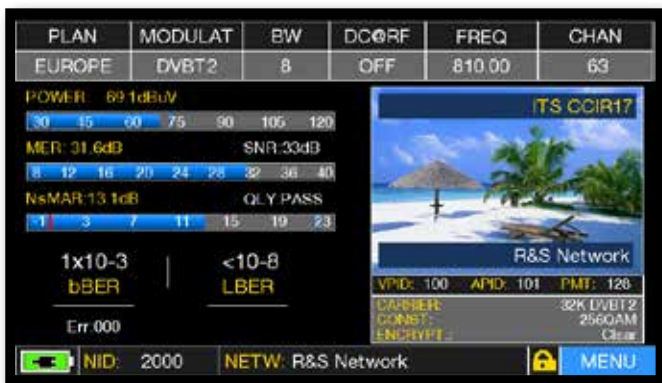 PLAN MODULAT BW DC@RF FREQ CHAN
EUROPE DVBT2 8 OFF 810.00 63
POWER: 69.1dBuV
30 45 60 75 90 105 120
MER: 31.6dB SNR:33dB
8 12 16 20 24 28 32 36 40
NsMAR:13.1dB QLY:PASS
-1 3 7 11 15 19 23
1x10-3 <10-8
bBER LBER
Err:000
ITS CCIR17
R&S Network
VPID: 100 APID: 101 PMT: 128
CARRIER: 32K DVBT2
CONST: 256QAM
ENCRYPT.: Clear
NID: 2000 NETW: R&S Network MENU